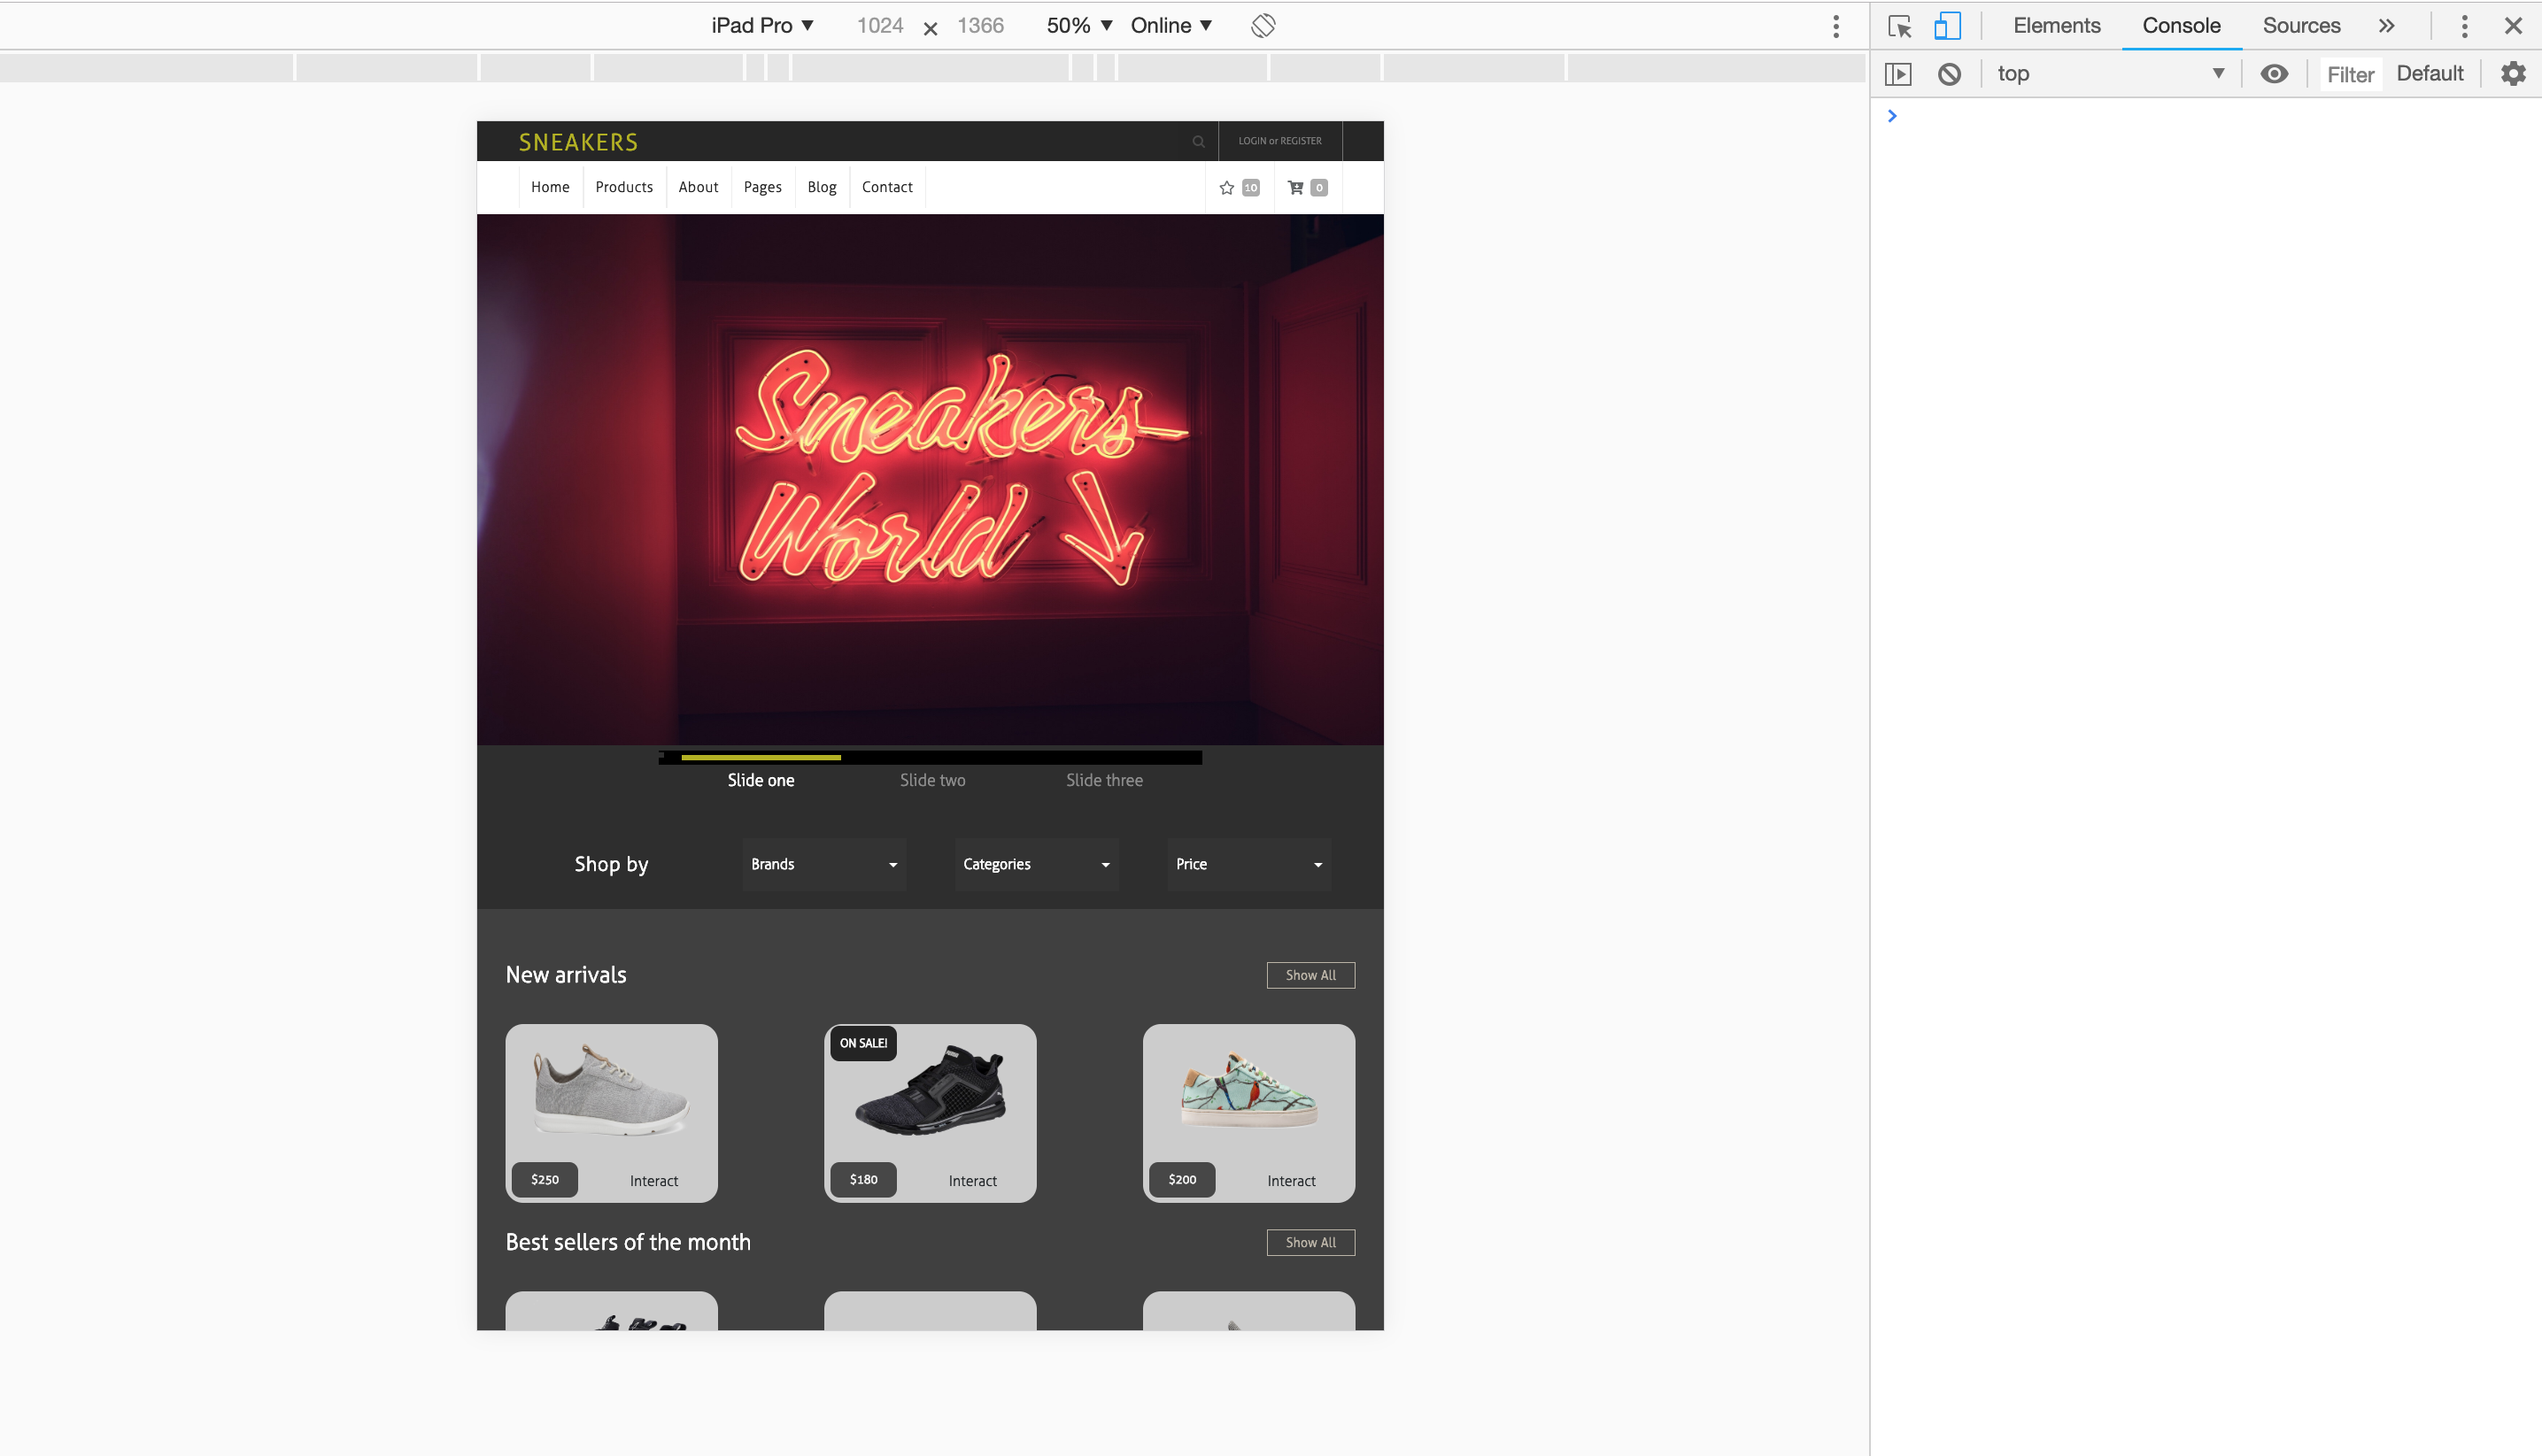 iPad Pro ▼ 1024 × 1366 50% ▼ Online ▼
Elements Console Sources »
top ▼ Filter Default
SNEAKERS LOGIN or REGISTER
Home Products About Pages Blog Contact 10 0
Sneakers
World
Slide one Slide two Slide three
Shop by Brands Categories Price
New arrivals Show All
ON SALE!
$250 Interact $180 Interact $200 Interact
Best sellers of the month Show All